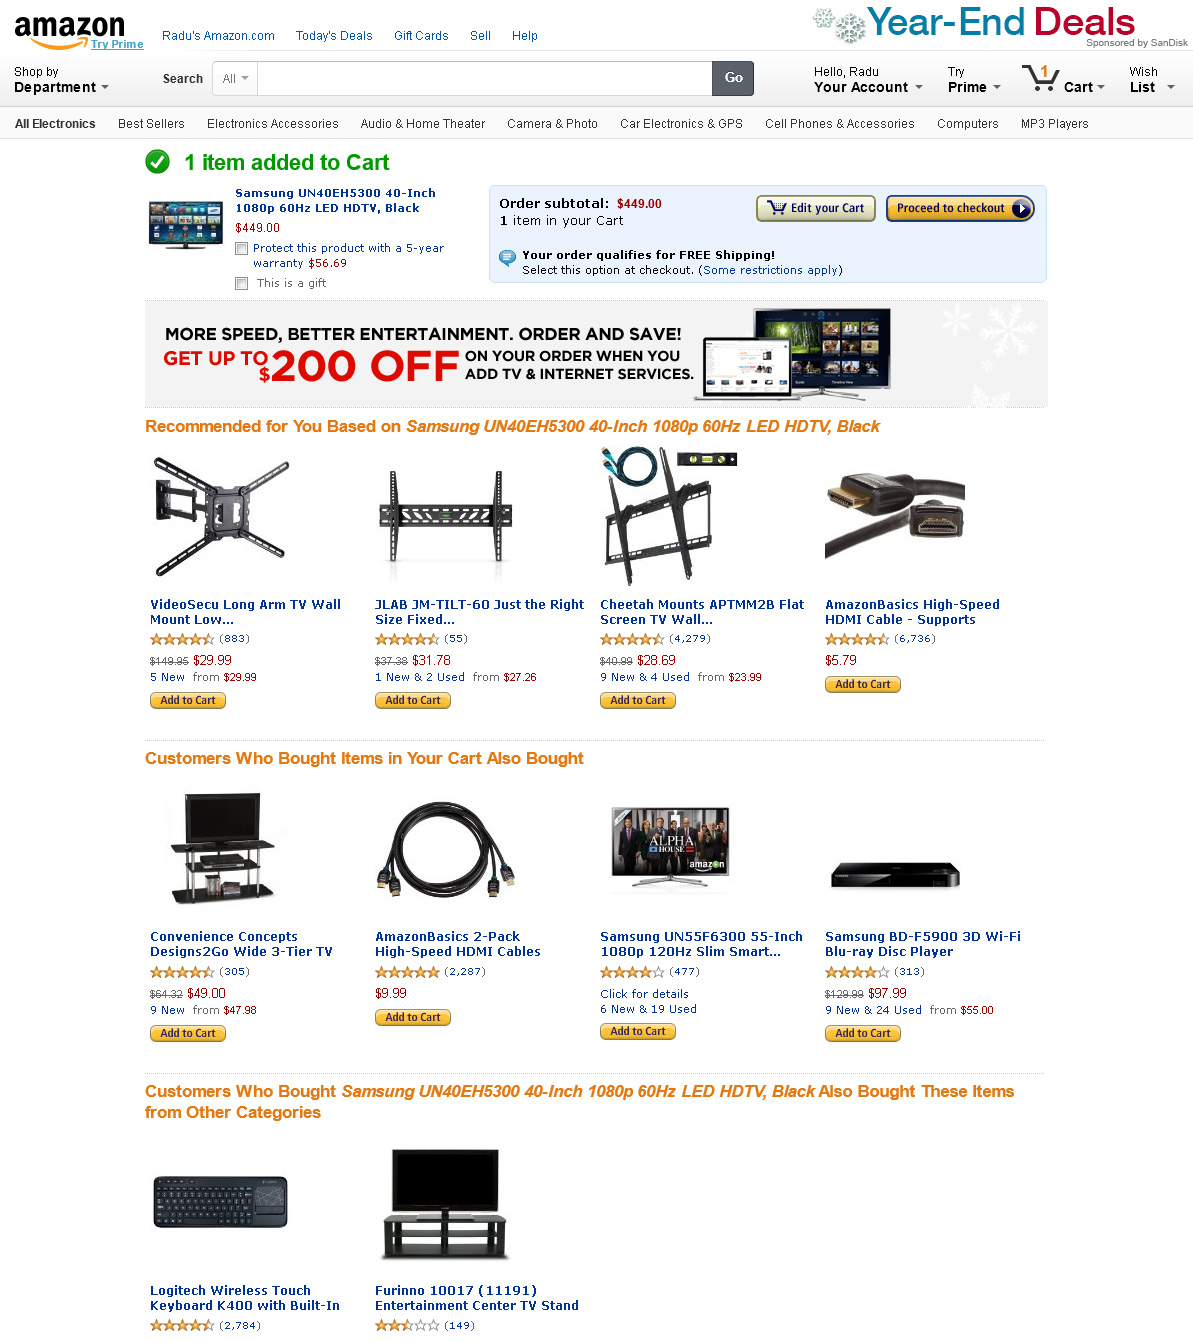 amazon
Try Prime
Radu's Amazon.com Today's Deals Gift Cards Sell Help
Year-End Deals
Sponsored by SanDisk
Shop by
Department
Search All Go
Hello, Radu
Your Account
Try
Prime
1
Cart
Wish
List
All Electronics Best Sellers Electronics Accessories Audio & Home Theater Camera & Photo Car Electronics & GPS Cell Phones & Accessories Computers MP3 Players
1 item added to Cart
Samsung UN40EH5300 40-Inch
1080p 60Hz LED HDTV, Black
$449.00
Protect this product with a 5-year
warranty $56.69
This is a gift
Order subtotal: $449.00
1 item in your Cart
Edit your Cart
Proceed to checkout
Your order qualifies for FREE Shipping!
Select this option at checkout. (Some restrictions apply)
MORE SPEED, BETTER ENTERTAINMENT. ORDER AND SAVE!
GET UP TO $200 OFF ON YOUR ORDER WHEN YOU
ADD TV & INTERNET SERVICES.
Recommended for You Based on Samsung UN40EH5300 40-Inch 1080p 60Hz LED HDTV, Black
VideoSecu Long Arm TV Wall
Mount Low...
(883)
$149.95 $29.99
5 New from $29.99
Add to Cart
JLAB JM-TILT-60 Just the Right
Size Fixed...
(55)
$37.38 $31.78
1 New & 2 Used from $27.26
Add to Cart
Cheetah Mounts APTMM2B Flat
Screen TV Wall...
(4,279)
$40.99 $28.69
9 New & 4 Used from $23.99
Add to Cart
AmazonBasics High-Speed
HDMI Cable - Supports
(6,736)
$5.79
Add to Cart
Customers Who Bought Items in Your Cart Also Bought
Convenience Concepts
Designs2Go Wide 3-Tier TV
(305)
$64.32 $49.00
9 New from $47.98
Add to Cart
AmazonBasics 2-Pack
High-Speed HDMI Cables
(2,287)
$9.99
Add to Cart
ALPHA
HOUSE
amazon
Samsung UN55F6300 55-Inch
1080p 120Hz Slim Smart...
(477)
Click for details
6 New & 19 Used
Add to Cart
Samsung BD-F5900 3D Wi-Fi
Blu-ray Disc Player
(313)
$129.99 $97.99
9 New & 24 Used from $55.00
Add to Cart
Customers Who Bought Samsung UN40EH5300 40-Inch 1080p 60Hz LED HDTV, Black Also Bought These Items
from Other Categories
Logitech Wireless Touch
Keyboard K400 with Built-In
(2,784)
Furinno 10017 (11191)
Entertainment Center TV Stand
(149)